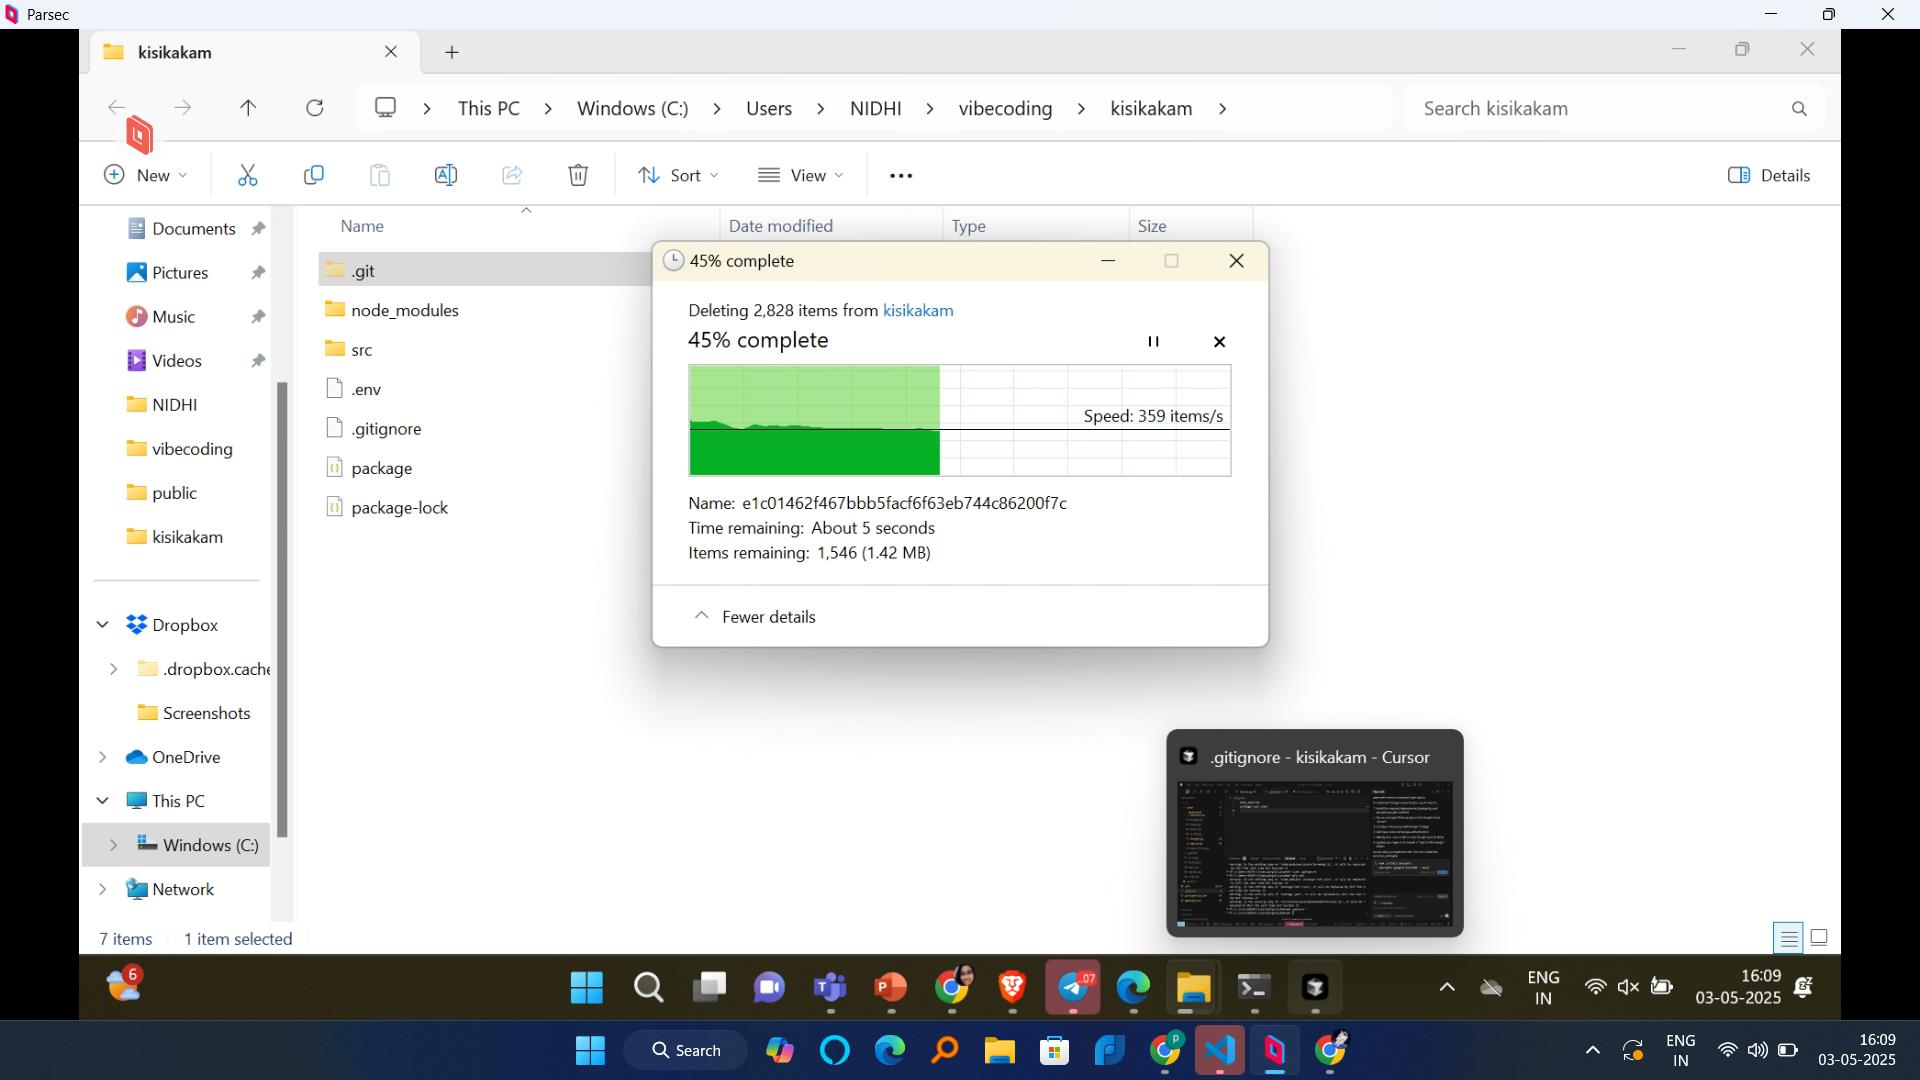 Parsec
kisikakam
This PC
Windows (C:)
Users
NIDHI
vibecoding
kisikakam
Search kisikakam
New
Sort
View
Details
Documents
Pictures
Music
Videos
NIDHI
vibecoding
public
kisikakam
Dropbox
.dropbox.cache
Screenshots
OneDrive
This PC
Windows (C:)
Network
Name
Date modified
Type
Size
.git
node_modules
src
.env
.gitignore
package
package-lock
45% complete
Deleting 2,828 items from kisikakam
45% complete
Speed: 359 items/s
Name: e1c01462f467bbb5facf6f63eb744c86200f7c
Time remaining: About 5 seconds
Items remaining: 1,546 (1.42 MB)
Fewer details
.gitignore - kisikakam - Cursor
7 items
1 item selected
6
07
ENG
IN
16:09
03-05-2025
Search
P
ENG
IN
16:09
03-05-2025